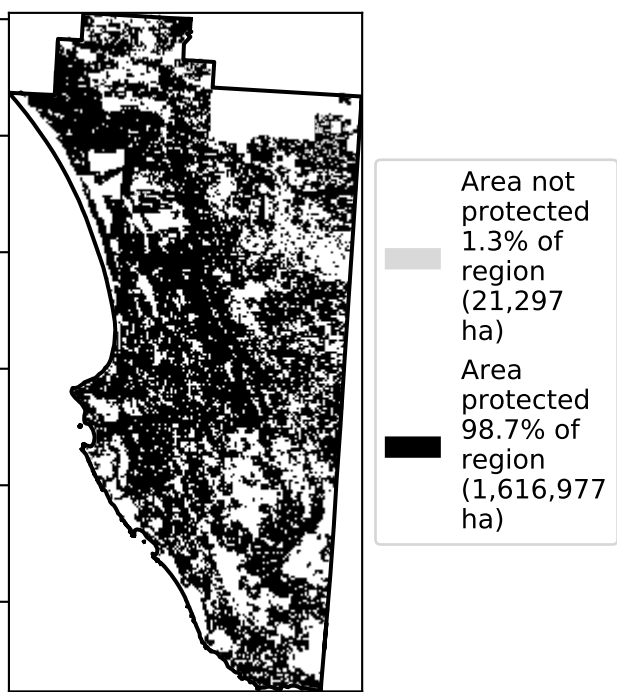 Area not
protected
1.3% of
region
(21,297
ha)
Area
protected
98.7% of
region
(1,616,977
ha)